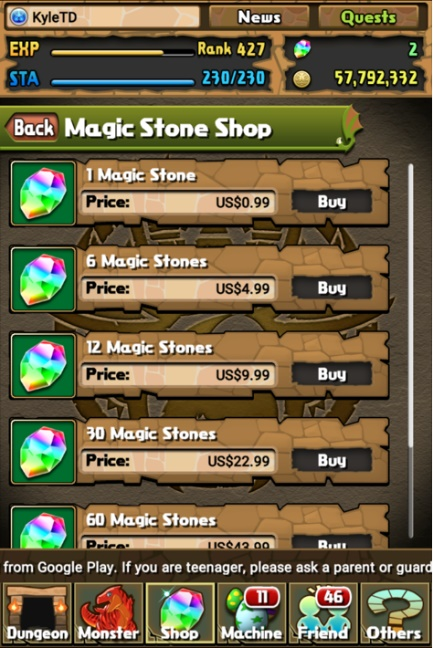 KyleTD
News
Quests
EXP
Rank 427
2
STA
230/230
57,792,332
Back
Magic Stone Shop
1 Magic Stone
Price:
US$0.99
Buy
6 Magic Stones
Price:
US$4.99
Buy
12 Magic Stones
Price:
US$9.99
Buy
30 Magic Stones
Price:
US$22.99
Buy
60 Magic Stones
Price:
US$43.99
Buy
from Google Play. If you are teenager, please ask a parent or guard
11
46
Dungeon
Monster
Shop
Machine
Friend
Others